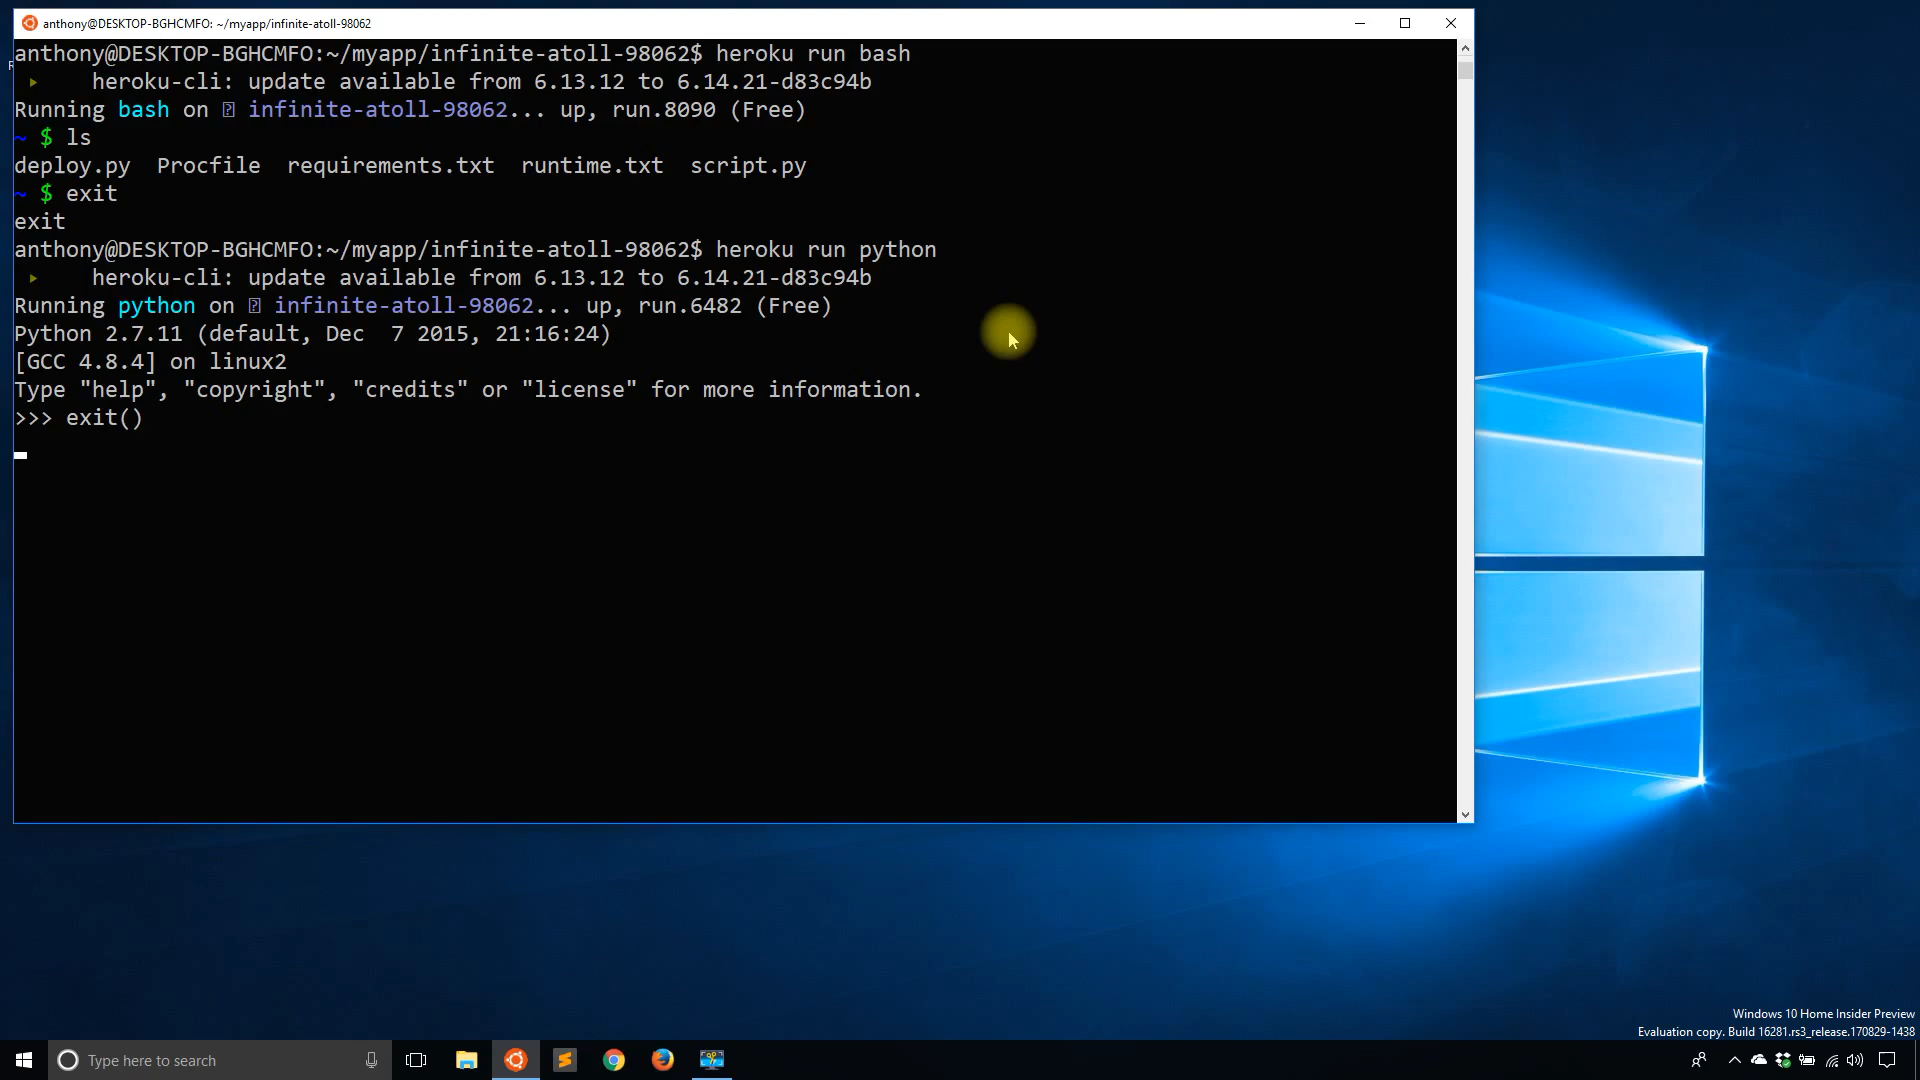 anthony@DESKTOP-BGHCMFO: ~/myapp/infinite-atoll-98062
anthony@DESKTOP-BGHCMFO:~/myapp/infinite-atoll-98062$ heroku run bash
▸    heroku-cli: update available from 6.13.12 to 6.14.21-d83c94b
Running bash on ⍰ infinite-atoll-98062... up, run.8090 (Free)
~ $ ls
deploy.py  Procfile  requirements.txt  runtime.txt  script.py
~ $ exit
exit
anthony@DESKTOP-BGHCMFO:~/myapp/infinite-atoll-98062$ heroku run python
▸    heroku-cli: update available from 6.13.12 to 6.14.21-d83c94b
Running python on ⍰ infinite-atoll-98062... up, run.6482 (Free)
Python 2.7.11 (default, Dec  7 2015, 21:16:24)
[GCC 4.8.4] on linux2
Type "help", "copyright", "credits" or "license" for more information.
>>> exit()
Windows 10 Home Insider Preview
Evaluation copy. Build 16281.rs3_release.170829-1438
Type here to search